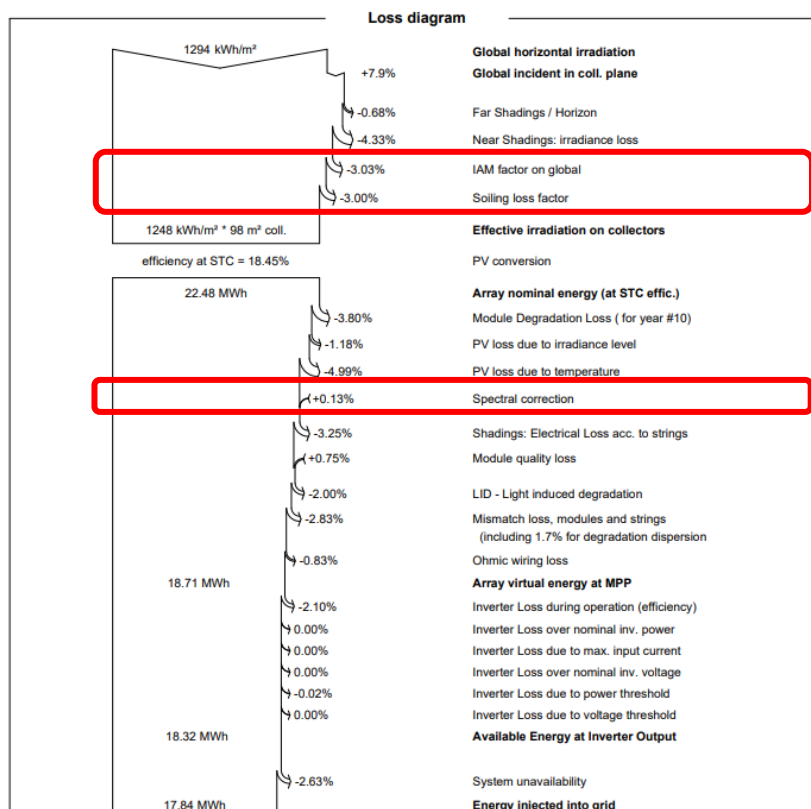 Loss diagram
1294 kWh/m² Global horizontal irradiation
+7.9% Global incident in coll. plane
-0.68% Far Shadings / Horizon
-4.33% Near Shadings: irradiance loss
-3.03% IAM factor on global
-3.00% Soiling loss factor
1248 kWh/m² * 98 m² coll. Effective irradiation on collectors
efficiency at STC = 18.45% PV conversion
22.48 MWh Array nominal energy (at STC effic.)
-3.80% Module Degradation Loss ( for year #10)
-1.18% PV loss due to irradiance level
-4.99% PV loss due to temperature
+0.13% Spectral correction
-3.25% Shadings: Electrical Loss acc. to strings
+0.75% Module quality loss
-2.00% LID - Light induced degradation
-2.83% Mismatch loss, modules and strings
(including 1.7% for degradation dispersion
-0.83% Ohmic wiring loss
18.71 MWh Array virtual energy at MPP
-2.10% Inverter Loss during operation (efficiency)
0.00% Inverter Loss over nominal inv. power
0.00% Inverter Loss due to max. input current
0.00% Inverter Loss over nominal inv. voltage
-0.02% Inverter Loss due to power threshold
0.00% Inverter Loss due to voltage threshold
18.32 MWh Available Energy at Inverter Output
-2.63% System unavailability
17.84 MWh Energy injected into grid